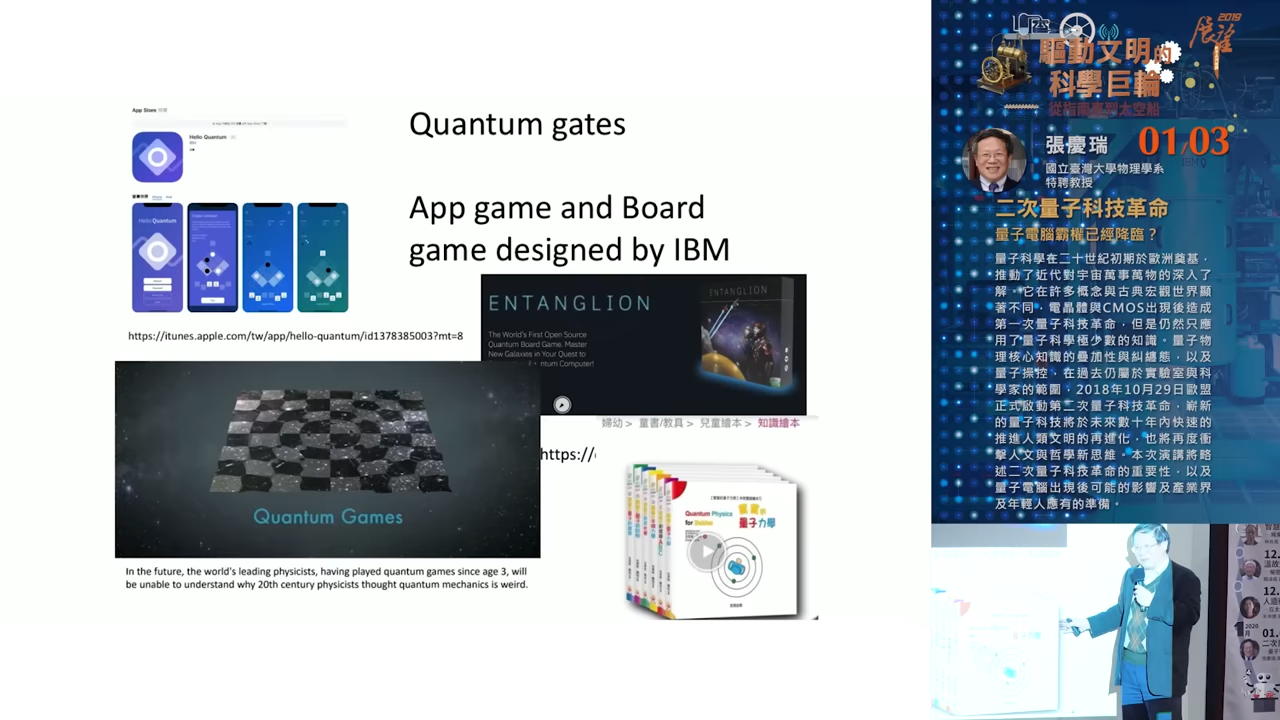 App Store 預覽
Hello Quantum
Hello Quantum
https://itunes.apple.com/tw/app/hello-quantum/id1378385003?mt=8
Quantum gates
App game and Board
game designed by IBM
ENTANGLION
The World's First Open Source
Quantum Board Game. Master
New Galaxies in Your Quest to
ntum Computer!
ENTANGLION
婦幼 > 童書/教具 > 兒童繪本 > 知識繪本
https://
Quantum Physics
for Babies
寶寶的
量子力學
Quantum Games
In the future, the world's leading physicists, having played quantum games since age 3, will
be unable to understand why 20th century physicists thought quantum mechanics is weird.
2019
展望
驅動文明的
科學巨輪
從指南車到太空船
張慶瑞
01/03
國立臺灣大學物理學系
特聘教授
IBM Q
二次量子科技革命
量子電腦霸權已經降臨？
量子科學在二十世紀初期於歐洲奠基，
推動了近代對宇宙萬事萬物的深入了
解。它在許多概念與古典宏觀世界顯
著不同，電晶體與CMOS出現後造成
第一次量子科技革命，但是仍然只應
用了量子科學極少數的知識。量子物
理核心知識的疊加性與糾纏態，以及
量子操控，在過去仍屬於實驗室與科
學家的範圍，2018年10月29日歐盟
正式啟動第二次量子科技革命，嶄新
的量子科技將於未來數十年內快速的
推進人類文明的再進化，也將再度衝
擊人文與哲學新思維。本次演講將略
述二次量子科技革命的重要性，以及
量子電腦出現後可能的影響及產業界
及年輕人應有的準備。